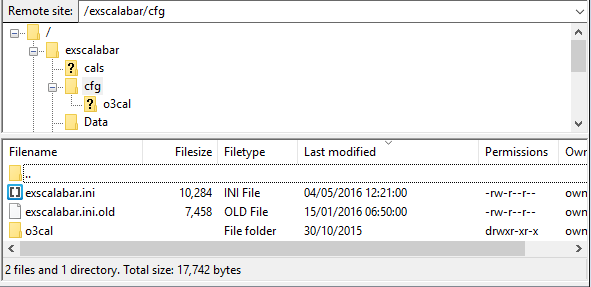 Remote site: /exscalabar/cfg
/
exscalabar
? cals
cfg
? o3cal
Data
Filename Filesize Filetype Last modified Permissions Own
..
exscalabar.ini 10,284 INI File 04/05/2016 12:21:00 -rw-r--r-- own
exscalabar.ini.old 7,458 OLD File 15/01/2016 06:50:00 -rw-r--r-- own
o3cal File folder 30/10/2015 drwxr-xr-x own
2 files and 1 directory. Total size: 17,742 bytes